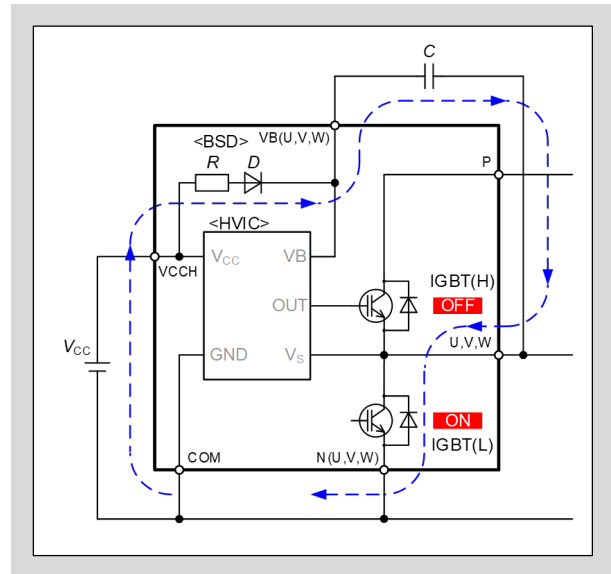 C
<BSD>
VB(U,V,W)
R
D
P
<HVIC>
VCC
VB
VCCH
IGBT(H)
OUT
OFF
U,V,W
VCC
GND
VS
ON
IGBT(L)
COM
N(U,V,W)